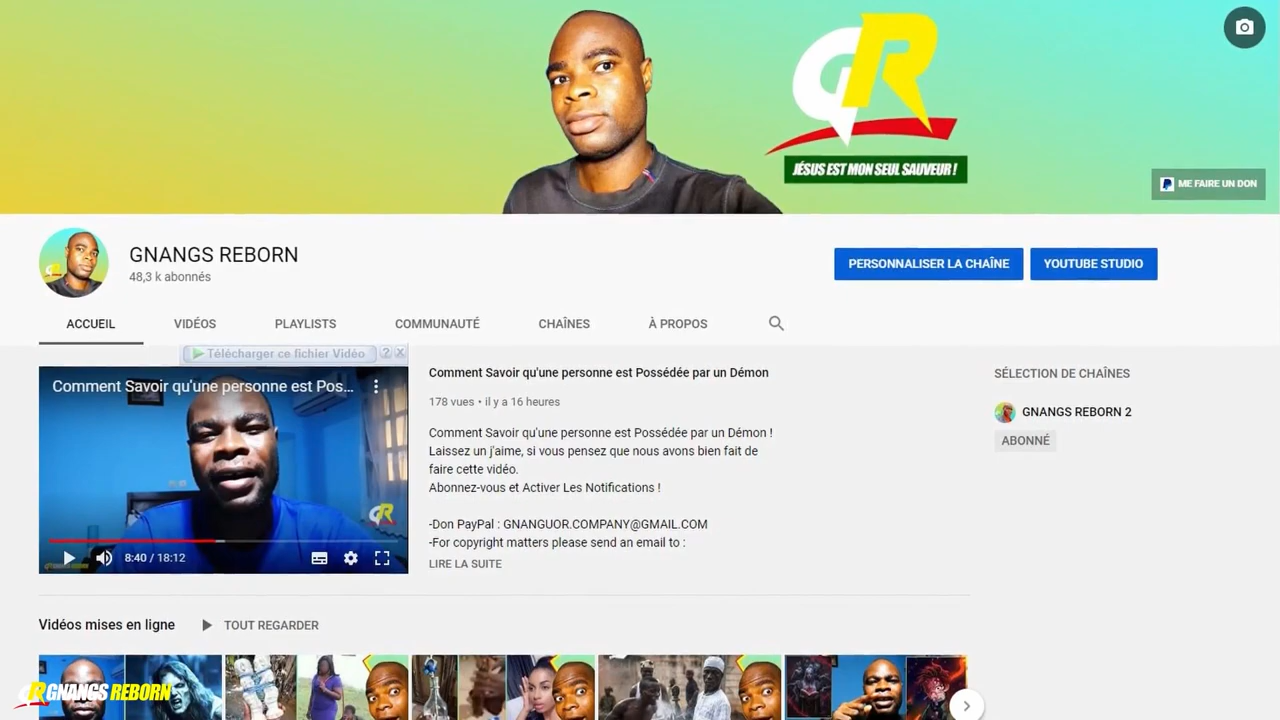 GR
JÉSUS EST MON SEUL SAUVEUR !
ME FAIRE UN DON
GNANGS REBORN
48,3 k abonnés
PERSONNALISER LA CHAÎNE
YOUTUBE STUDIO
ACCUEIL
VIDÉOS
PLAYLISTS
COMMUNAUTÉ
CHAÎNES
À PROPOS
Télécharger ce fichier Vidéo
? X
Comment Savoir qu'une personne est Pos...
8:40 / 18:12
Comment Savoir qu'une personne est Possédée par un Démon
178 vues • il y a 16 heures
Comment Savoir qu'une personne est Possédée par un Démon !
Laissez un j'aime, si vous pensez que nous avons bien fait de
faire cette vidéo.
Abonnez-vous et Activer Les Notifications !
-Don PayPal : GNANGUOR.COMPANY@GMAIL.COM
-For copyright matters please send an email to :
LIRE LA SUITE
SÉLECTION DE CHAÎNES
GNANGS REBORN 2
ABONNÉ
Vidéos mises en ligne
TOUT REGARDER
GR GNANGS REBORN